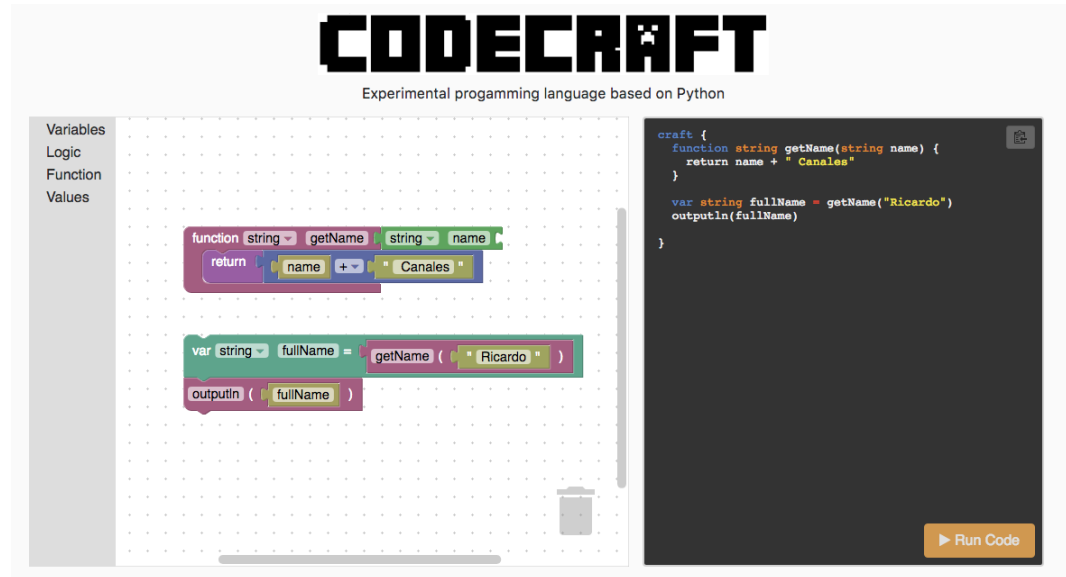 CODECRAFT
Experimental progamming language based on Python
Variables
Logic
Function
Values
function string getName string name
return name + " Canales "
var string fullName = getName ( " Ricardo " )
outputln ( fullName )
craft {
function string getName(string name) {
return name + " Canales"
}
var string fullName = getName("Ricardo")
outputln(fullName)
}
Run Code